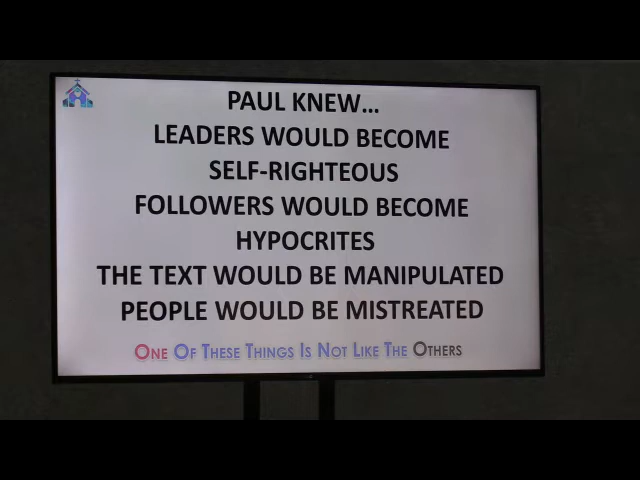 PAUL KNEW...
LEADERS WOULD BECOME
SELF-RIGHTEOUS
FOLLOWERS WOULD BECOME
HYPOCRITES
THE TEXT WOULD BE MANIPULATED
PEOPLE WOULD BE MISTREATED
ONE OF THESE THINGS IS NOT LIKE THE OTHERS